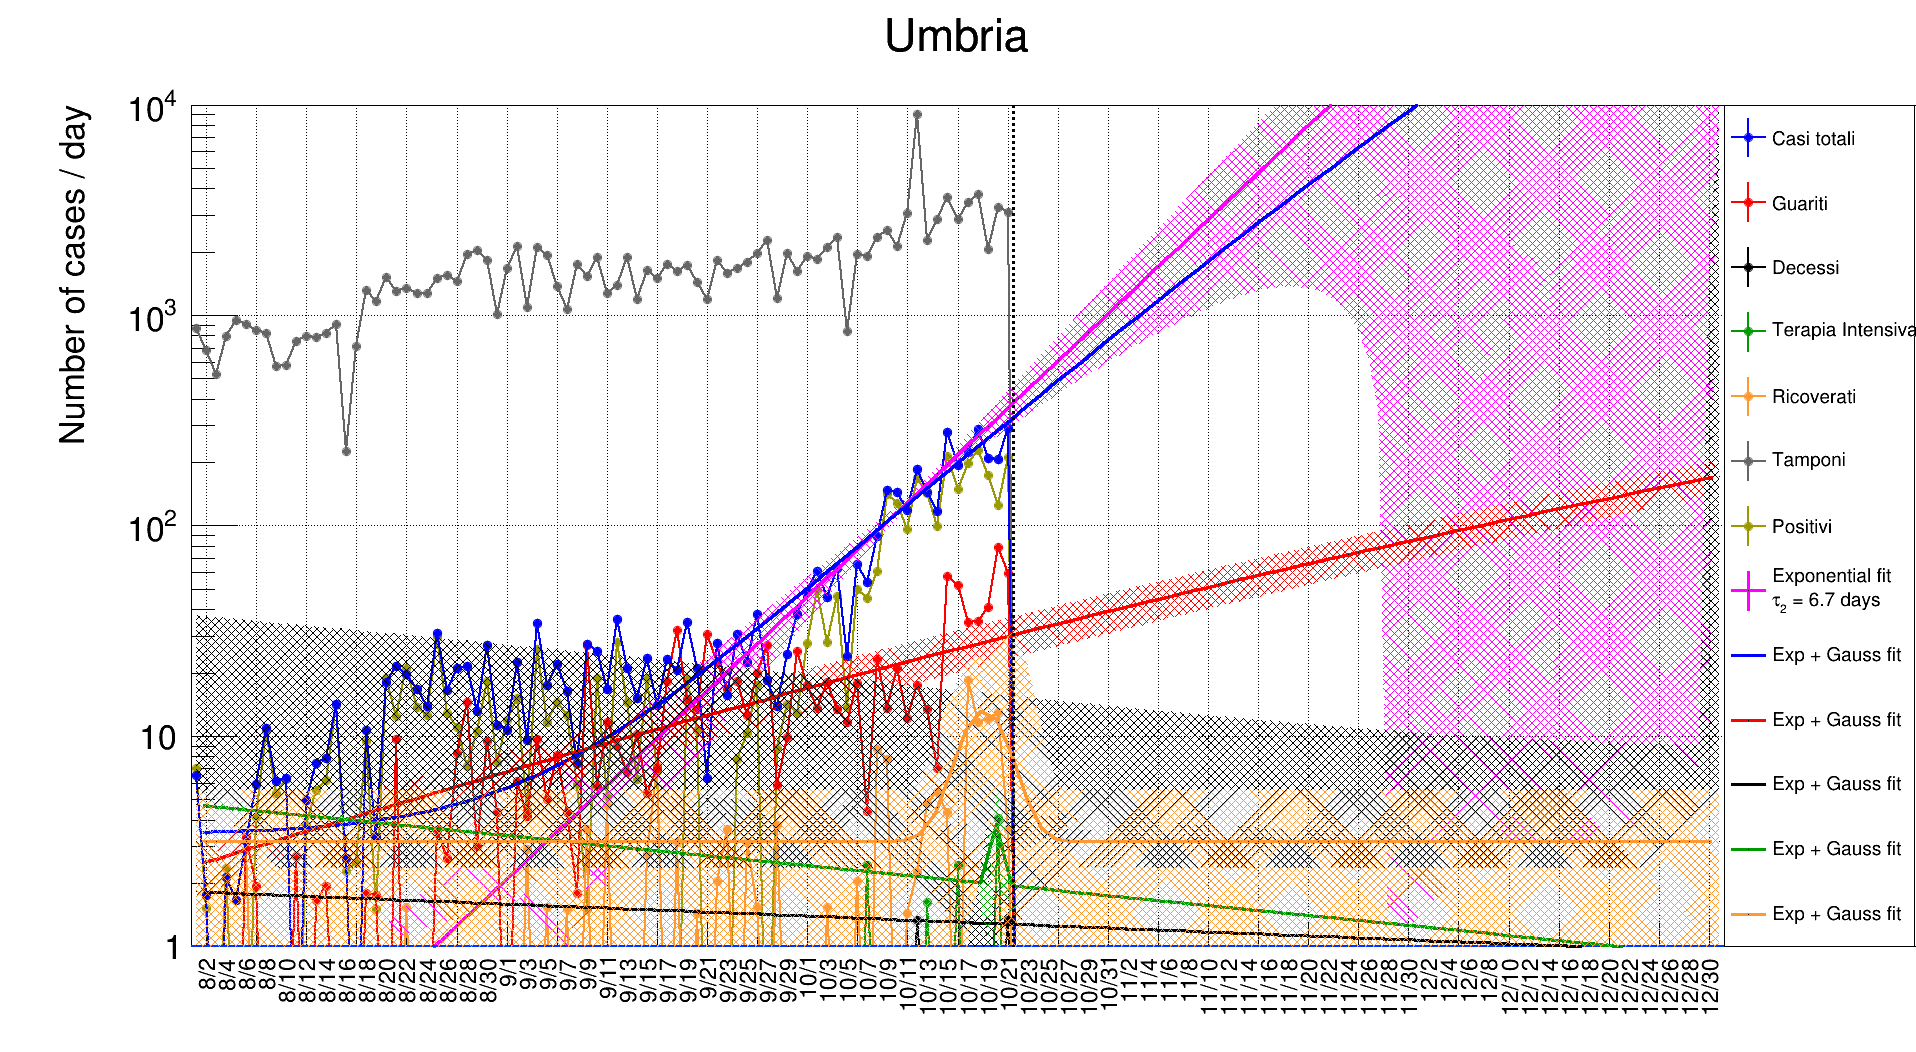 Umbria
Number of cases / day
10⁴
10³
10²
10
1
8/2 8/4 8/6 8/8 8/10 8/12 8/14 8/16 8/18 8/20 8/22 8/24 8/26 8/28 8/30 9/1 9/3 9/5 9/7 9/9 9/11 9/13 9/15 9/17 9/19 9/21 9/23 9/25 9/27 9/29 10/1 10/3 10/5 10/7 10/9 10/11 10/13 10/15 10/17 10/19 10/21 10/23 10/25 10/27 10/29 10/31 11/2 11/4 11/6 11/8 11/10 11/12 11/14 11/16 11/18 11/20 11/22 11/24 11/26 11/28 11/30 12/2 12/4 12/6 12/8 12/10 12/12 12/14 12/16 12/18 12/20 12/22 12/24 12/26 12/28 12/30
Casi totali
Guariti
Decessi
Terapia Intensiva
Ricoverati
Tamponi
Positivi
Exponential fit
τ₂ = 6.7 days
Exp + Gauss fit
Exp + Gauss fit
Exp + Gauss fit
Exp + Gauss fit
Exp + Gauss fit